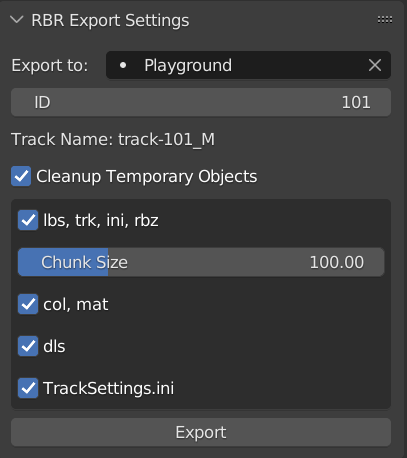 RBR Export Settings
Export to: Playground
ID 101
Track Name: track-101_M
Cleanup Temporary Objects
lbs, trk, ini, rbz
Chunk Size 100.00
col, mat
dls
TrackSettings.ini
Export